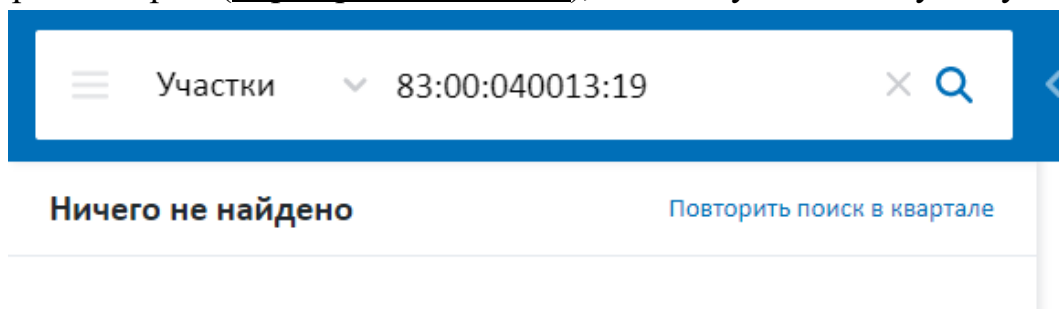 Участки 83:00:040013:19
Ничего не найдено Повторить поиск в квартале